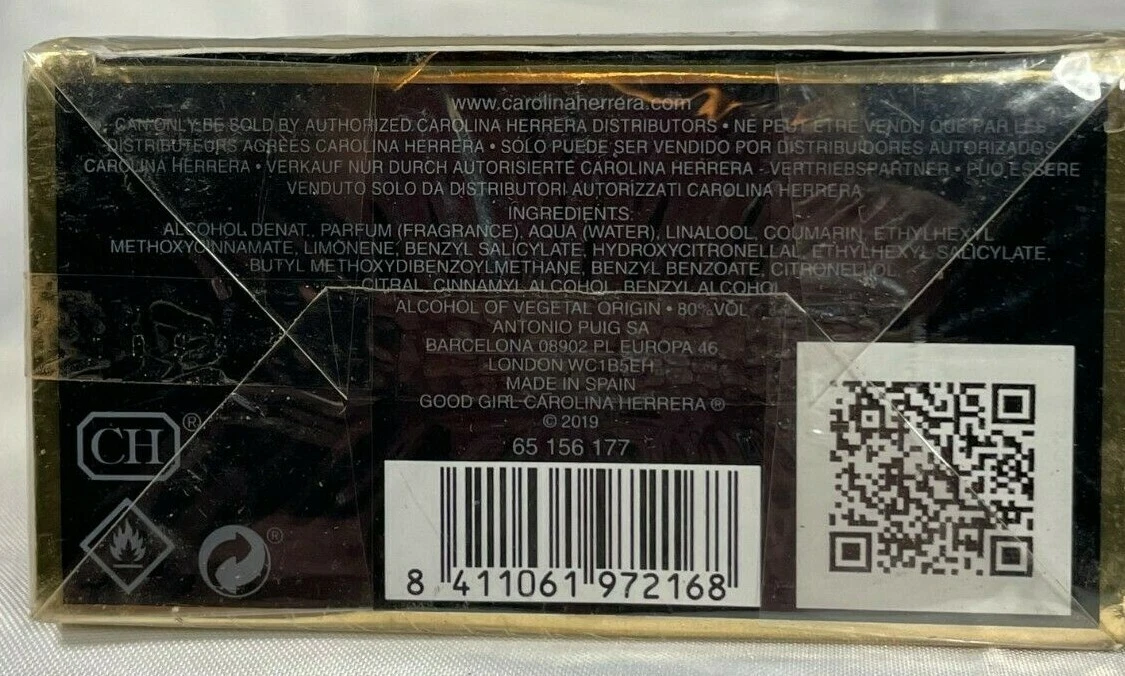 www.carolinaherrera.com
CAN ONLY BE SOLD BY AUTHORIZED CAROLINA HERRERA DISTRIBUTORS • NE PEUT ETRE VENDU QUE PAR LES
DISTRIBUTEURS AGRÉES CAROLINA HERRERA • SÓLO PUEDE SER VENDIDO POR DISTRIBUIDORES AUTORIZADOS
CAROLINA HERRERA • VERKAUF NUR DURCH AUTORISIERTE CAROLINA HERRERA - VERTRIEBSPARTNER • PUÓ ESSERE
VENDUTO SOLO DA DISTRIBUTORI AUTORIZZATI CAROLINA HERRERA
INGREDIENTS:
ALCOHOL DENAT., PARFUM (FRAGRANCE), AQUA (WATER), LINALOOL, COUMARIN, ETHYLHEXYL
METHOXYCINNAMATE, LIMONENE, BENZYL SALICYLATE, HYDROXYCITRONELLAL, ETHYLHEXYL SALICYLATE,
BUTYL METHOXYDIBENZOYLMETHANE, BENZYL BENZOATE, CITRONELLOL,
CITRAL, CINNAMYL ALCOHOL, BENZYL ALCOHOL
ALCOHOL OF VEGETAL ORIGIN • 80% VOL
ANTONIO PUIG SA
BARCELONA 08902 PL EUROPA 46
LONDON WC1B5EH
MADE IN SPAIN
GOOD GIRL CAROLINA HERRERA ®
© 2019
65 156 177
CH ®
®
8 411061 972168